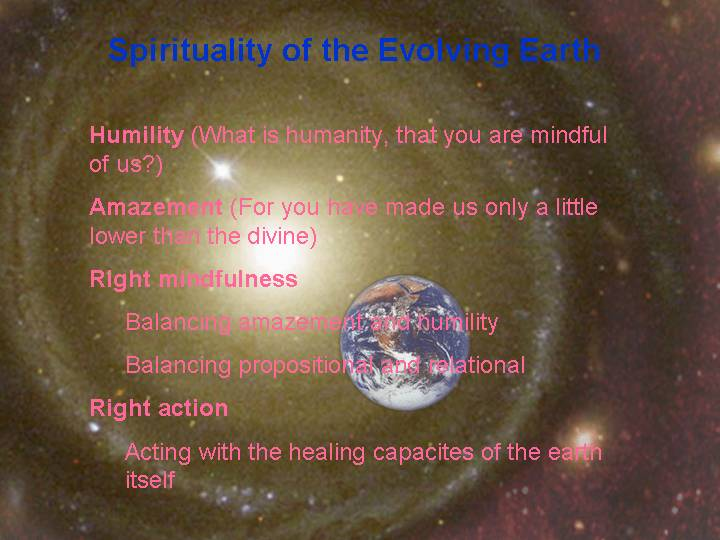 Spirituality of the Evolving Earth
Humility (What is humanity, that you are mindful
of us?)
Amazement (For you have made us only a little
lower than the divine)
Right mindfulness
Balancing amazement and humility
Balancing propositional and relational
Right action
Acting with the healing capacites of the earth
itself